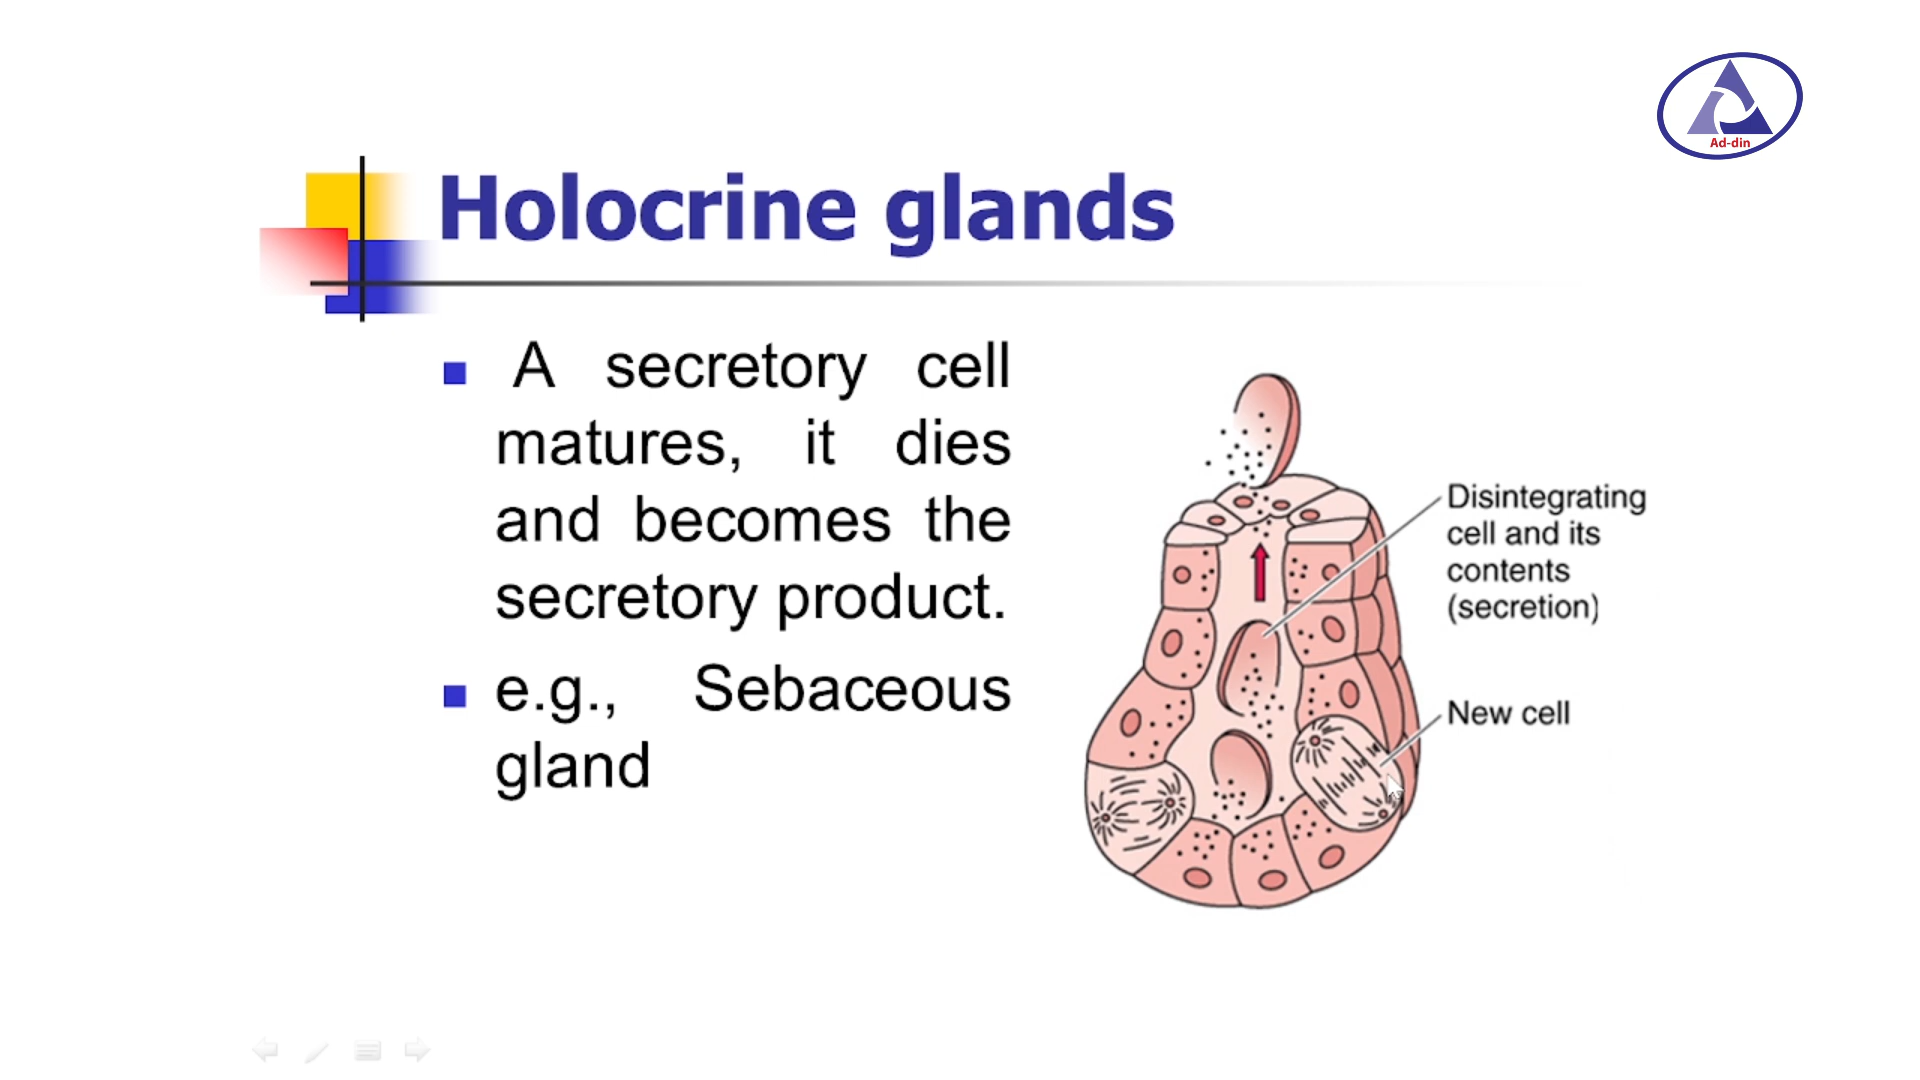 Ad-din
Holocrine glands
A secretory cell
matures, it dies
and becomes the
secretory product.
e.g., Sebaceous
gland
Disintegrating
cell and its
contents
(secretion)
New cell